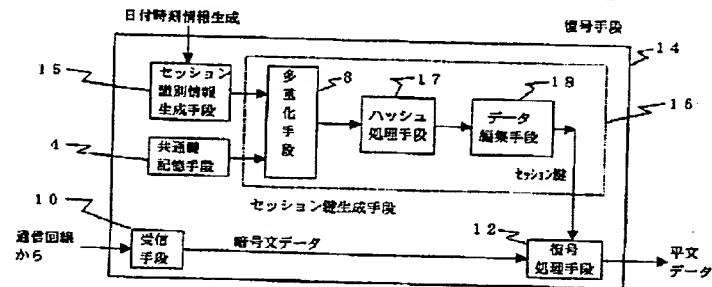 日付時刻情報生成
復号手段
14
15
セッション
識別情報
生成手段
多重化手段
8
17
ハッシュ
処理手段
18
データ
編集手段
16
4
共通鍵
記憶手段
セッション鍵
セッション鍵生成手段
10
通信回線
から
受信
手段
暗号文データ
12
復号
処理手段
平文
データ